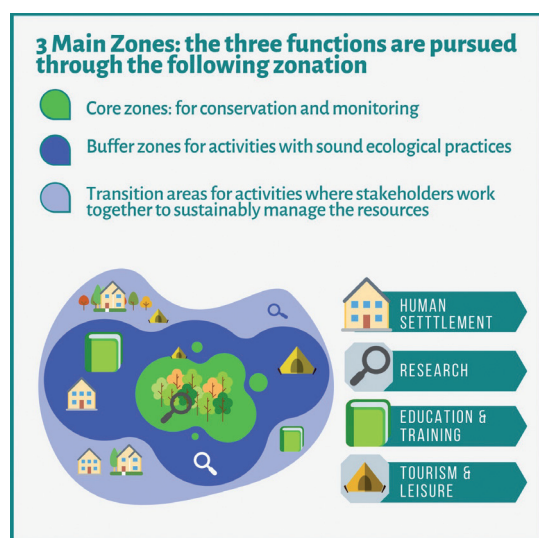 3 Main Zones: the three functions are pursued
through the following zonation
Core zones: for conservation and monitoring
Buffer zones for activities with sound ecological practices
Transition areas for activities where stakeholders work
together to sustainably manage the resources
HUMAN
SETTTLEMENT
RESEARCH
EDUCATION &
TRAINING
TOURISM &
LEISURE